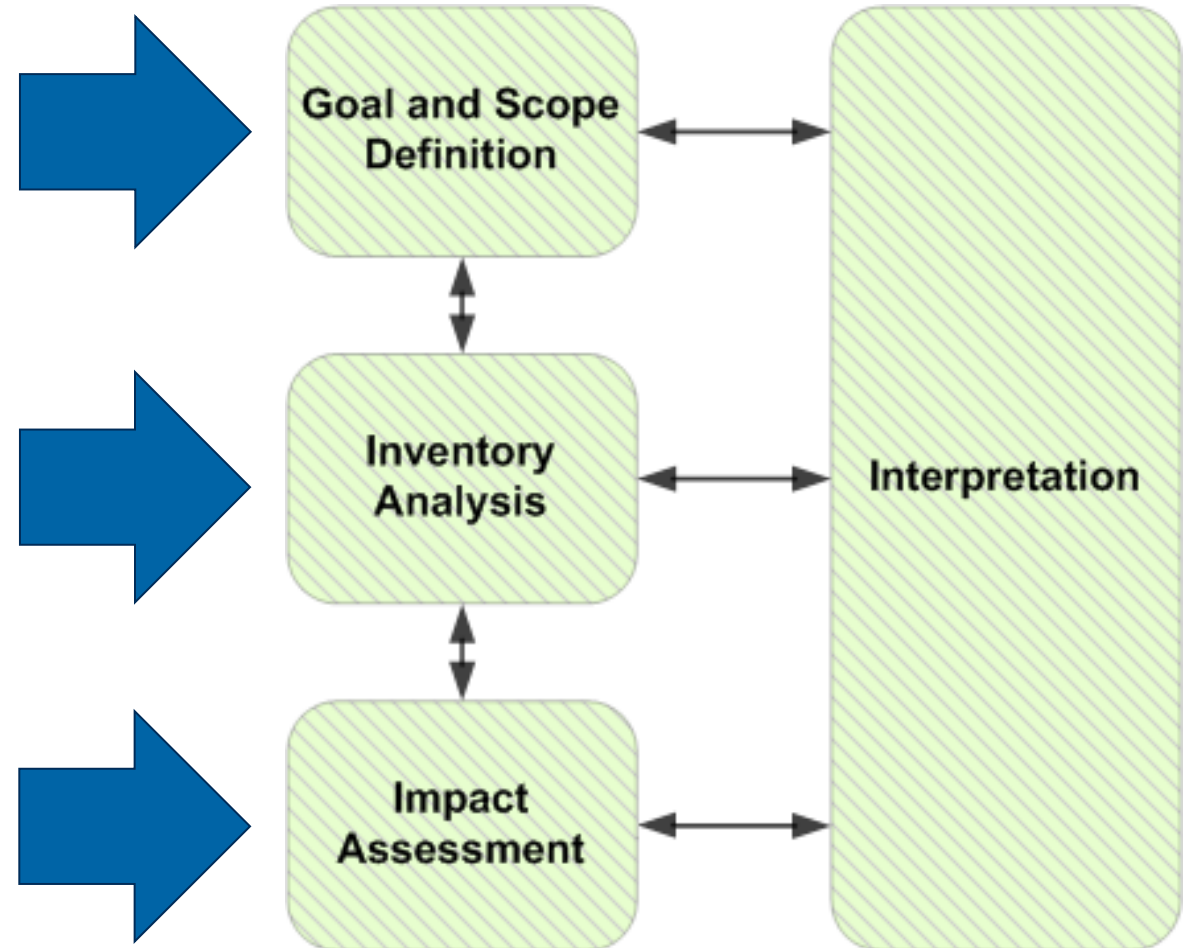 Goal and Scope
Definition
Inventory
Analysis
Interpretation
Impact
Assessment